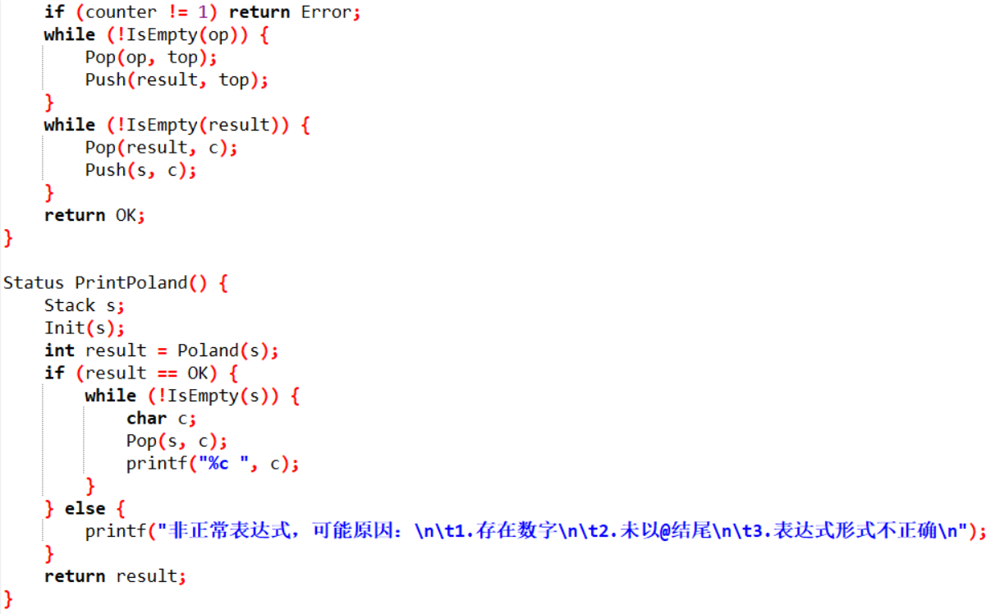 if (counter != 1) return Error;
while (!IsEmpty(op)) {
Pop(op, top);
Push(result, top);
}
while (!IsEmpty(result)) {
Pop(result, c);
Push(s, c);
}
return OK;
}
Status PrintPoland() {
Stack s;
Init(s);
int result = Poland(s);
if (result == OK) {
while (!IsEmpty(s)) {
char c;
Pop(s, c);
printf("%c ", c);
}
} else {
printf("非正常表达式，可能原因：\n\t1.存在数字\n\t2.未以@结尾\n\t3.表达式形式不正确\n");
}
return result;
}